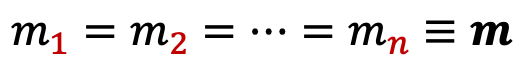 m₁ = m₂ = ⋯ = mₙ ≡ m